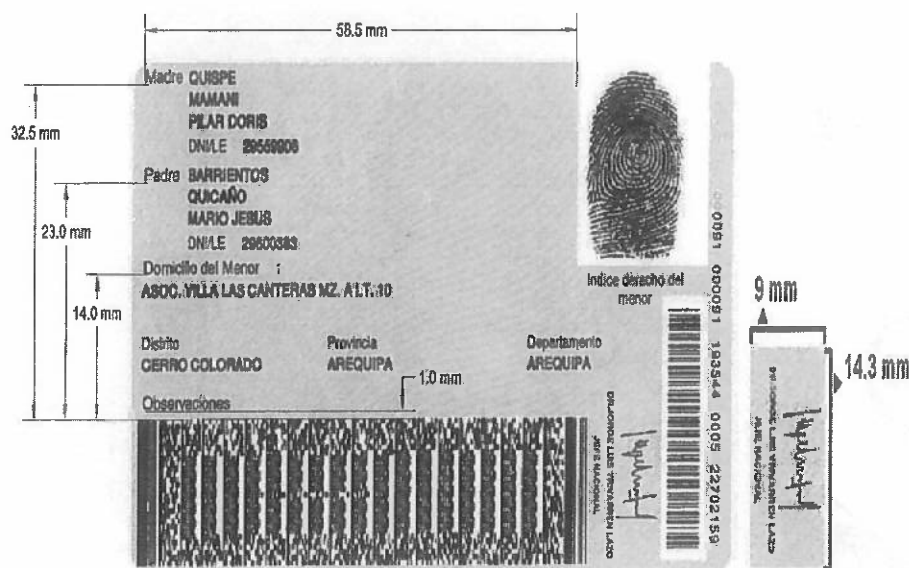 58.5 mm
Madre QUISPE
MAMANI
PILAR DORIS
DNI/LE
32.5 mm
Padre BARRIENTOS
QUICAÑO
MARIO JESUS
DNI/LE
23.0 mm
Domicilio del Menor :
ASOC. VILLA LAS CANTERAS MZ. A LT. 10
14.0 mm
Indice derecho del
menor
Distrito
CERRO COLORADO
Provincia
AREQUIPA
Departamento
AREQUIPA
1.0 mm
Observaciones
0091 000091 193544 0005 22702159
JEFE NACIONAL
9 mm
14.3 mm
JEFE NACIONAL